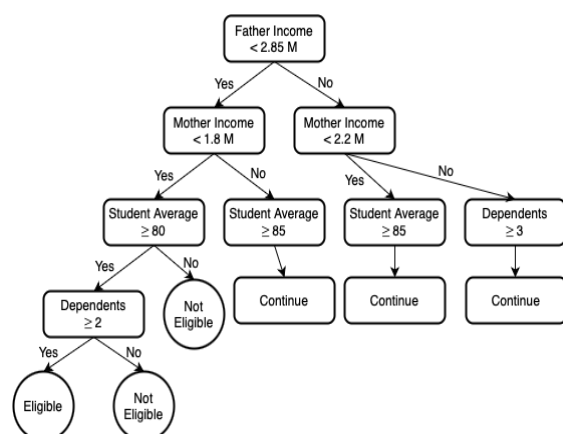 Father Income
< 2.85 M
Yes
No
Mother Income
< 1.8 M
Mother Income
< 2.2 M
Yes
No
Yes
No
Student Average
≥ 80
Student Average
≥ 85
Student Average
≥ 85
Dependents
≥ 3
Yes
No
Dependents
≥ 2
Not
Eligible
Continue
Continue
Continue
Yes
No
Eligible
Not
Eligible